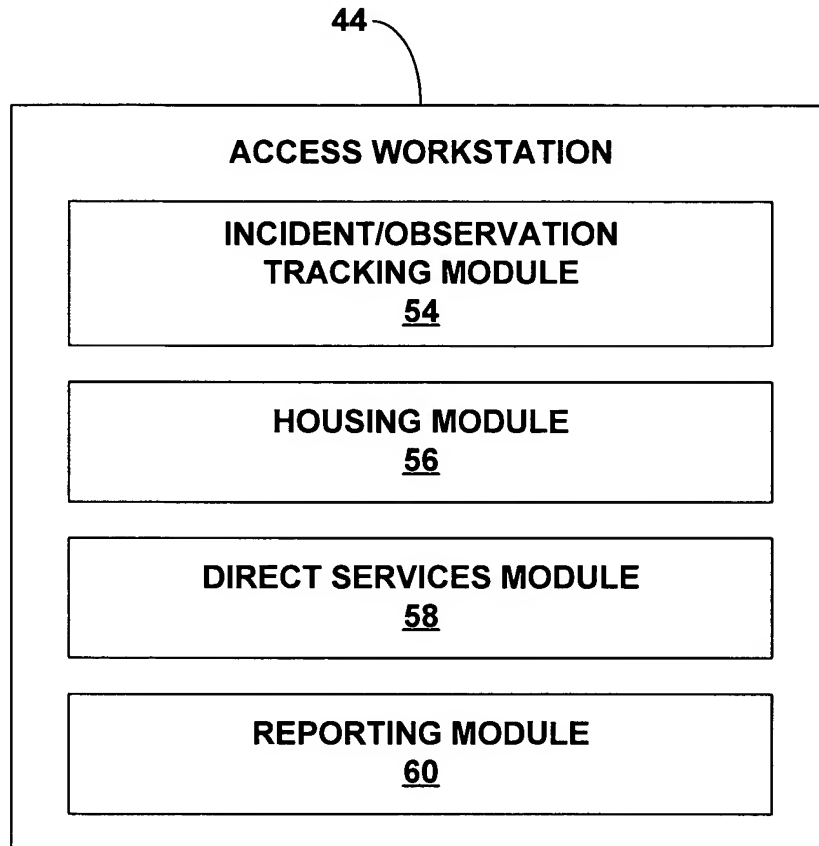 44
ACCESS WORKSTATION
INCIDENT/OBSERVATION
TRACKING MODULE
54
HOUSING MODULE
56
DIRECT SERVICES MODULE
58
REPORTING MODULE
60